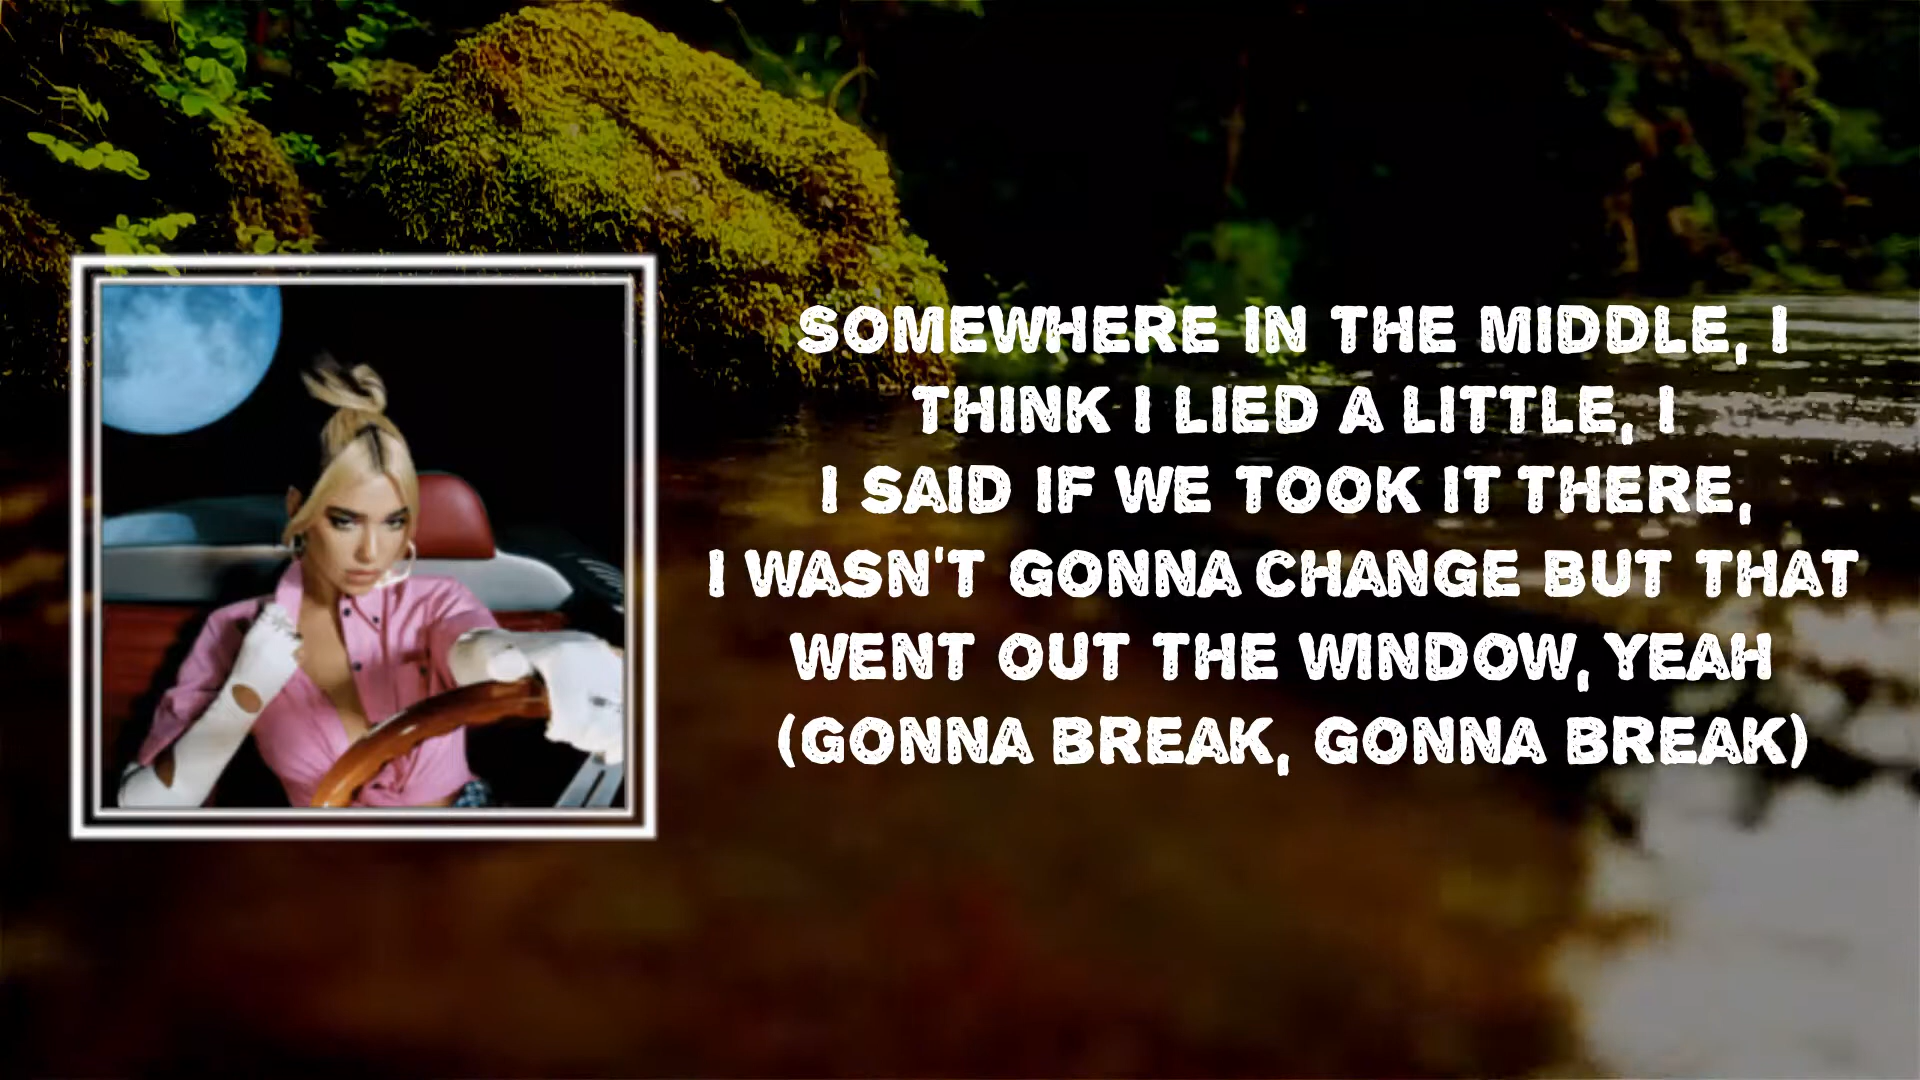 SOMEWHERE IN THE MIDDLE, I
THINK I LIED A LITTLE, I
I SAID IF WE TOOK IT THERE,
I WASN'T GONNA CHANGE BUT THAT
WENT OUT THE WINDOW, YEAH
(GONNA BREAK, GONNA BREAK)